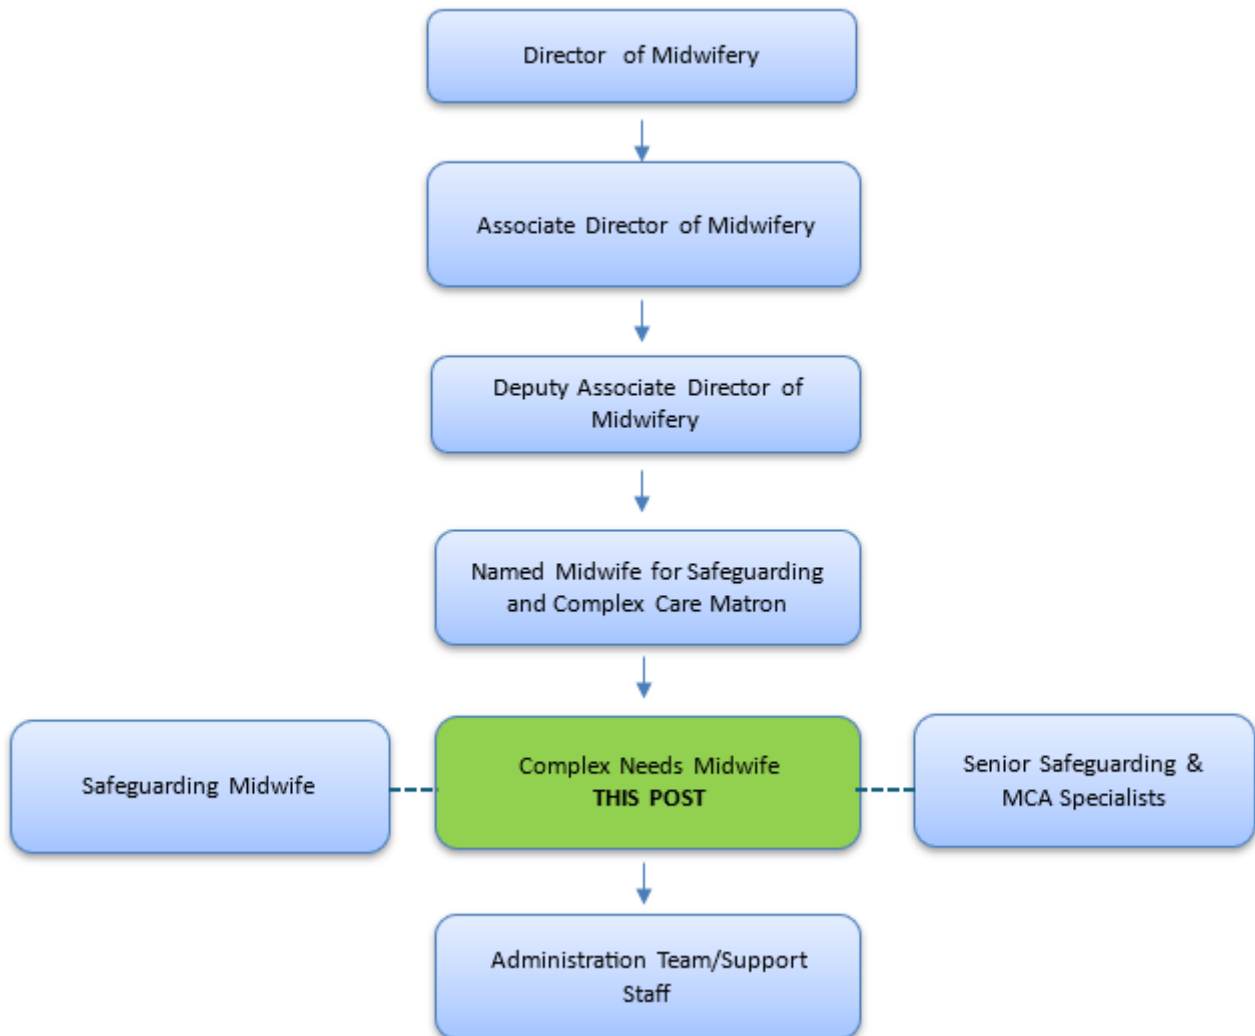 Director of Midwifery
Associate Director of Midwifery
Deputy Associate Director of
Midwifery
Named Midwife for Safeguarding
and Complex Care Matron
Safeguarding Midwife
Complex Needs Midwife
THIS POST
Senior Safeguarding &
MCA Specialists
Administration Team/Support
Staff